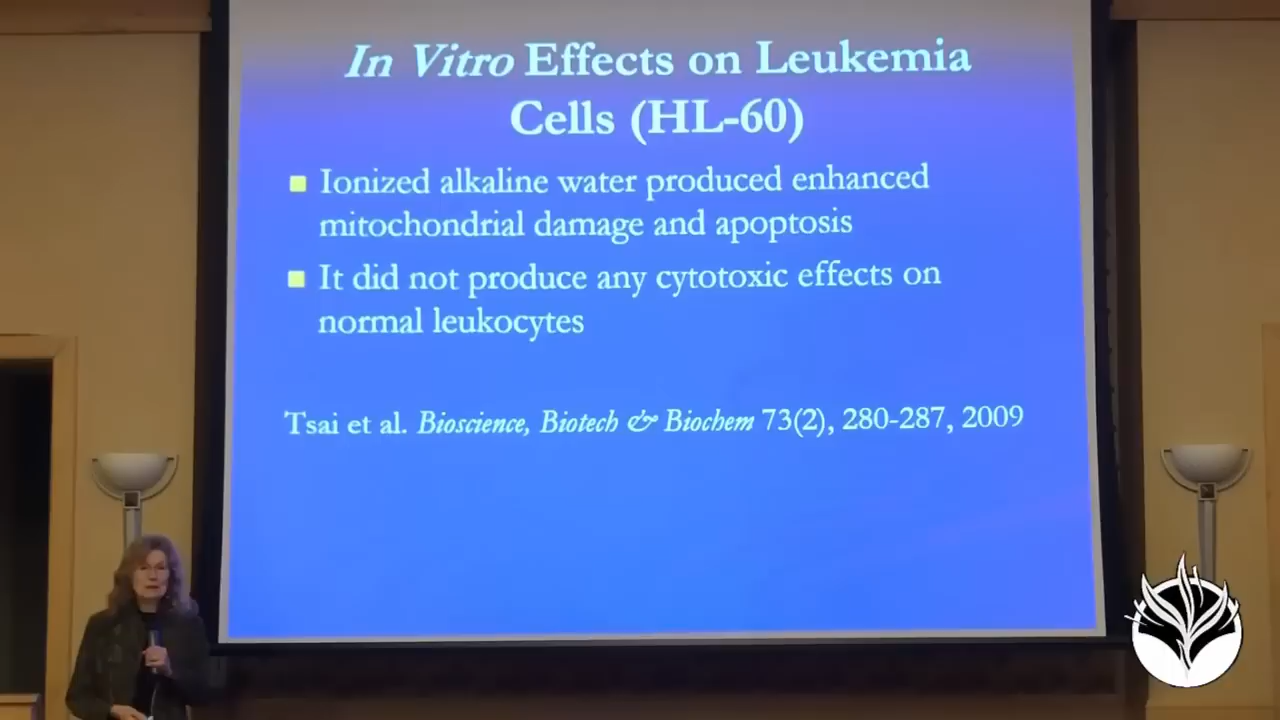 In Vitro Effects on Leukemia
Cells (HL-60)
Ionized alkaline water produced enhanced
mitochondrial damage and apoptosis
It did not produce any cytotoxic effects on
normal leukocytes
Tsai et al. Bioscience, Biotech & Biochem 73(2), 280-287, 2009